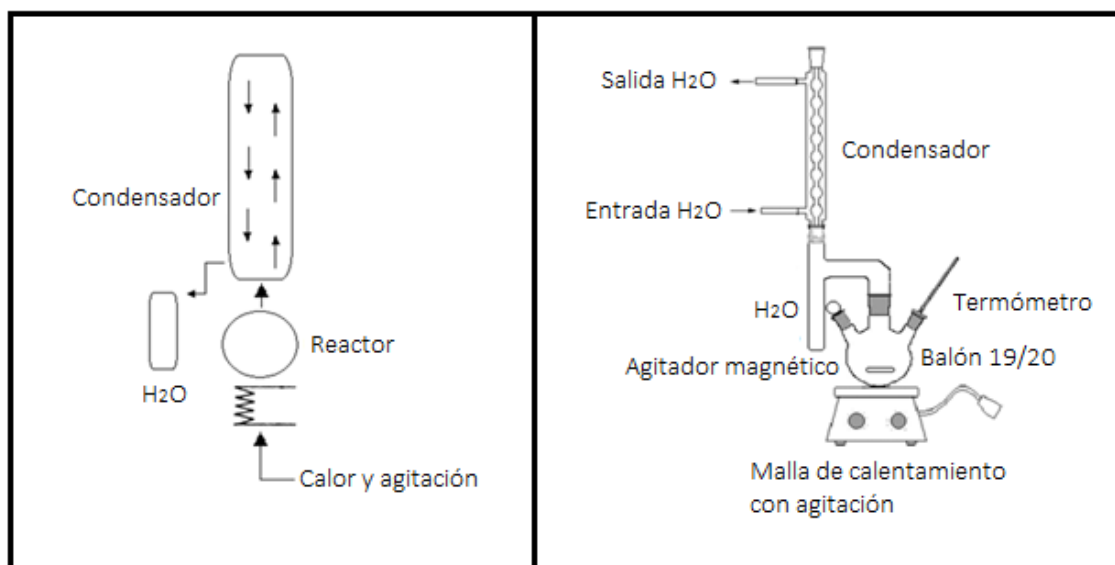 Condensador
H2O
Reactor
Calor y agitación
Salida H2O
Condensador
Entrada H2O
H2O
Termómetro
Agitador magnético
Balón 19/20
Malla de calentamiento
con agitación